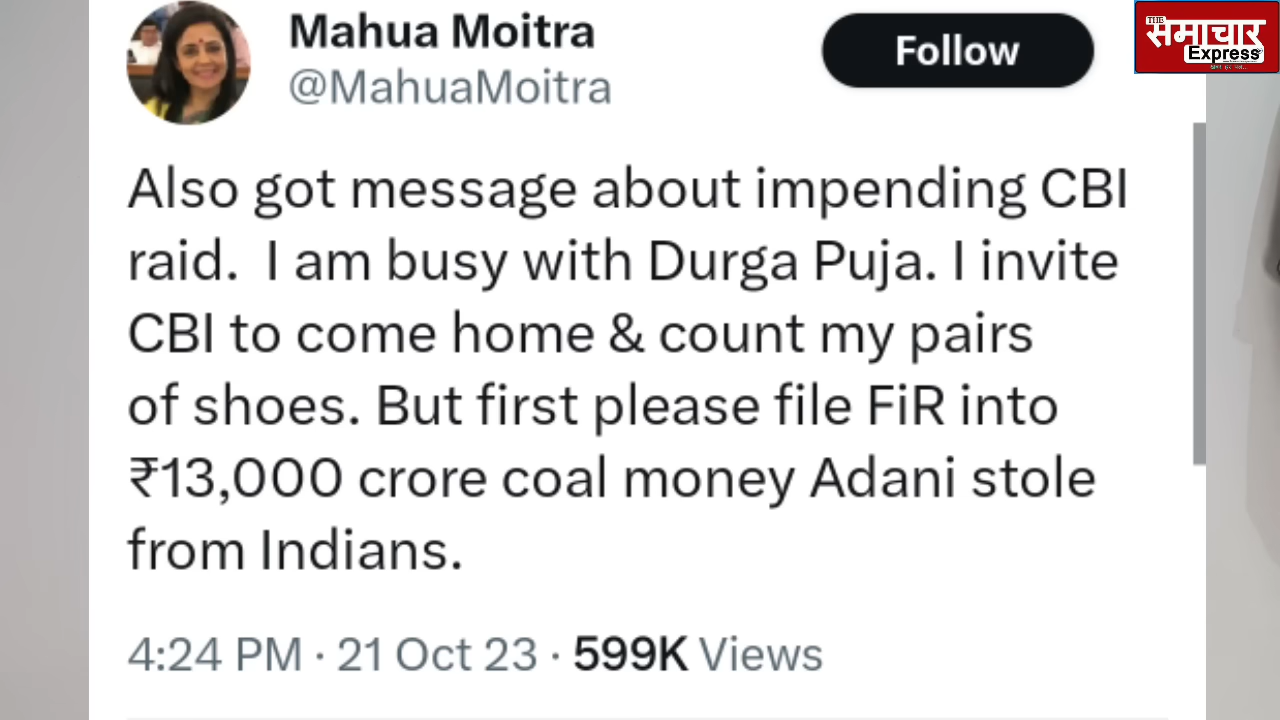 Mahua Moitra
@MahuaMoitra
Follow
THE
समाचार
Express
Also got message about impending CBI
raid.  I am busy with Durga Puja. I invite
CBI to come home & count my pairs
of shoes. But first please file FiR into
₹13,000 crore coal money Adani stole
from Indians.
4:24 PM · 21 Oct 23 · 599K Views